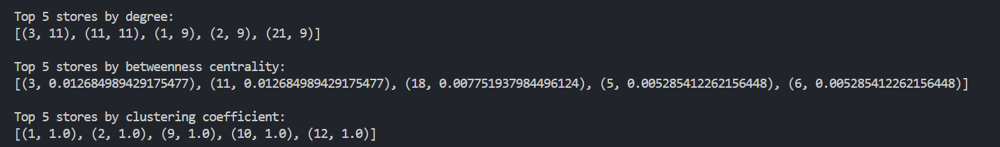 Top 5 stores by degree:
[(3, 11), (11, 11), (1, 9), (2, 9), (21, 9)]
Top 5 stores by betweenness centrality:
[(3, 0.012684989429175477), (11, 0.012684989429175477), (18, 0.007751937984496124), (5, 0.005285412262156448), (6, 0.005285412262156448)]
Top 5 stores by clustering coefficient:
[(1, 1.0), (2, 1.0), (9, 1.0), (10, 1.0), (12, 1.0)]